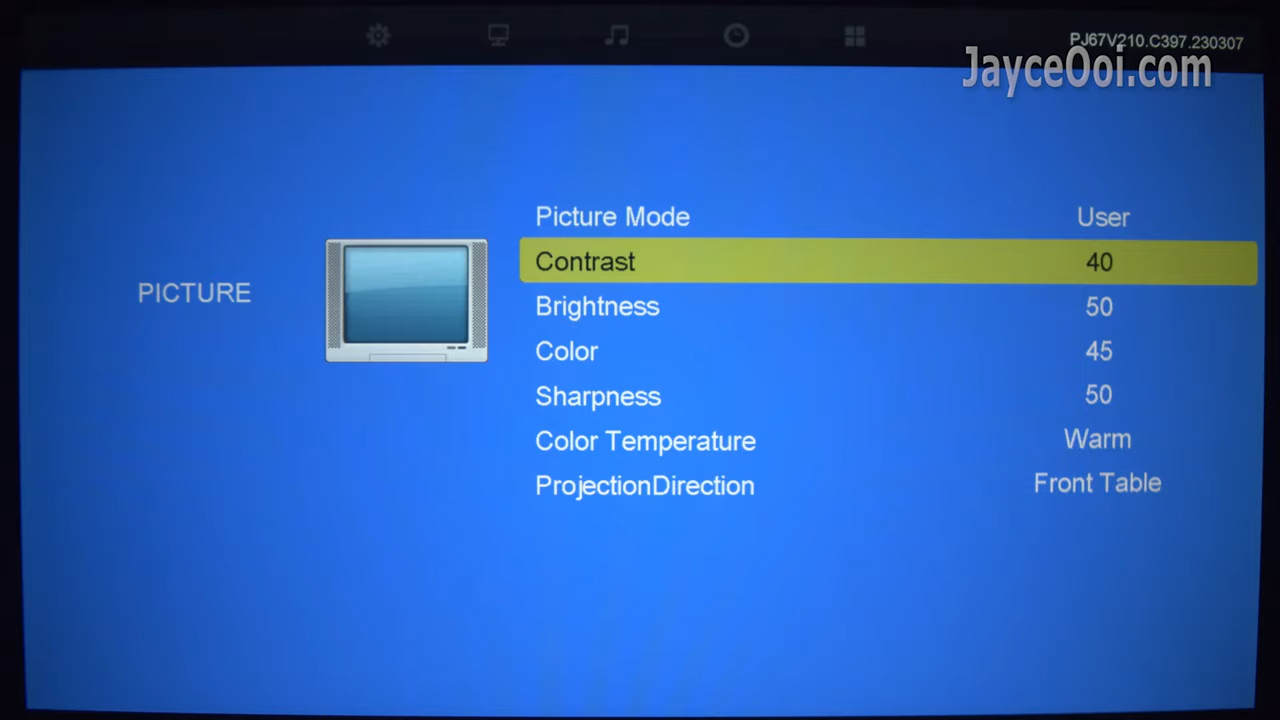 PJ67V210.C397.230307
JayceOoi.com
Picture Mode User
Contrast 40
PICTURE
Brightness 50
Color 45
Sharpness 50
Color Temperature Warm
ProjectionDirection Front Table